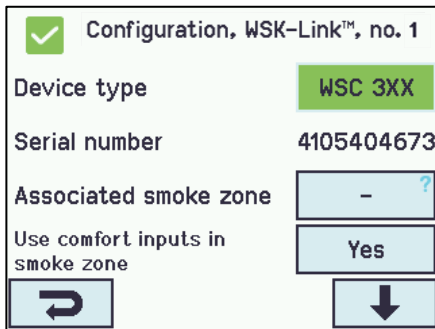 Configuration, WSK-Link™, no. 1
Device type WSC 3XX
Serial number 4105404673
Associated smoke zone - ?
Use comfort inputs in
smoke zone Yes